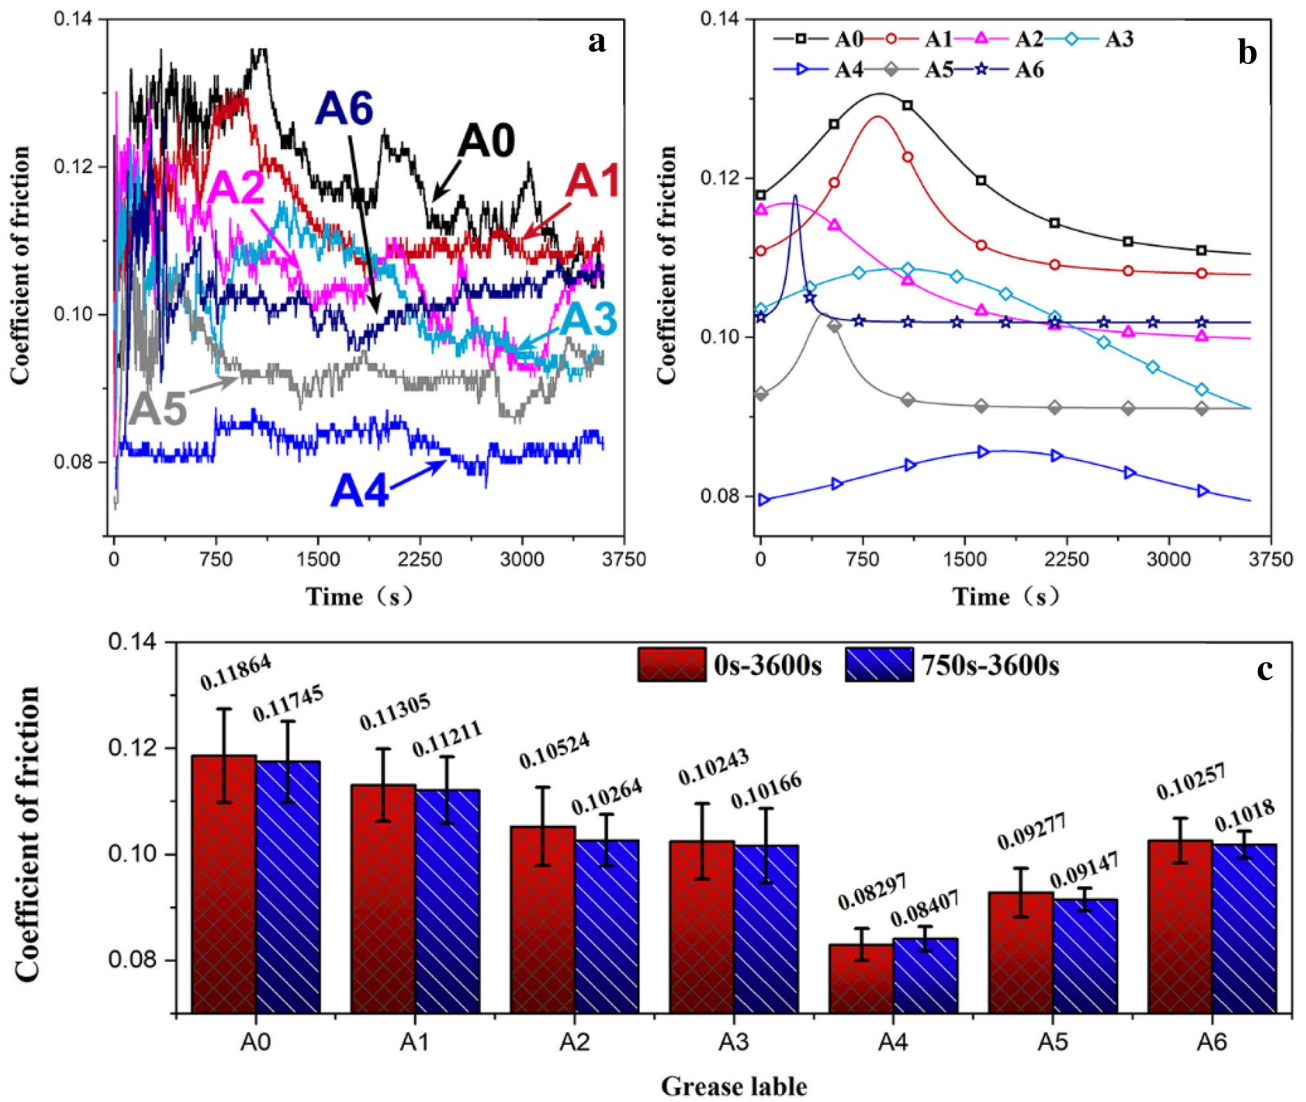 a
0.14
0.12
0.10
0.08
Coefficient of friction
A6
A0
A1
A2
A3
A5
A4
0
750
1500
2250
3000
3750
Time（s）
b
A0 A1 A2 A3
A4 A5 A6
0.14
0.12
0.10
0.08
Coefficient of friction
0
750
1500
2250
3000
3750
Time（s）
c
0s-3600s
750s-3600s
0.14
0.12
0.10
0.08
Coefficient of friction
0.11864
0.11745
0.11305
0.11211
0.10524
0.10264
0.10243
0.10166
0.08297
0.08407
0.09277
0.09147
0.10257
0.1018
A0
A1
A2
A3
A4
A5
A6
Grease lable